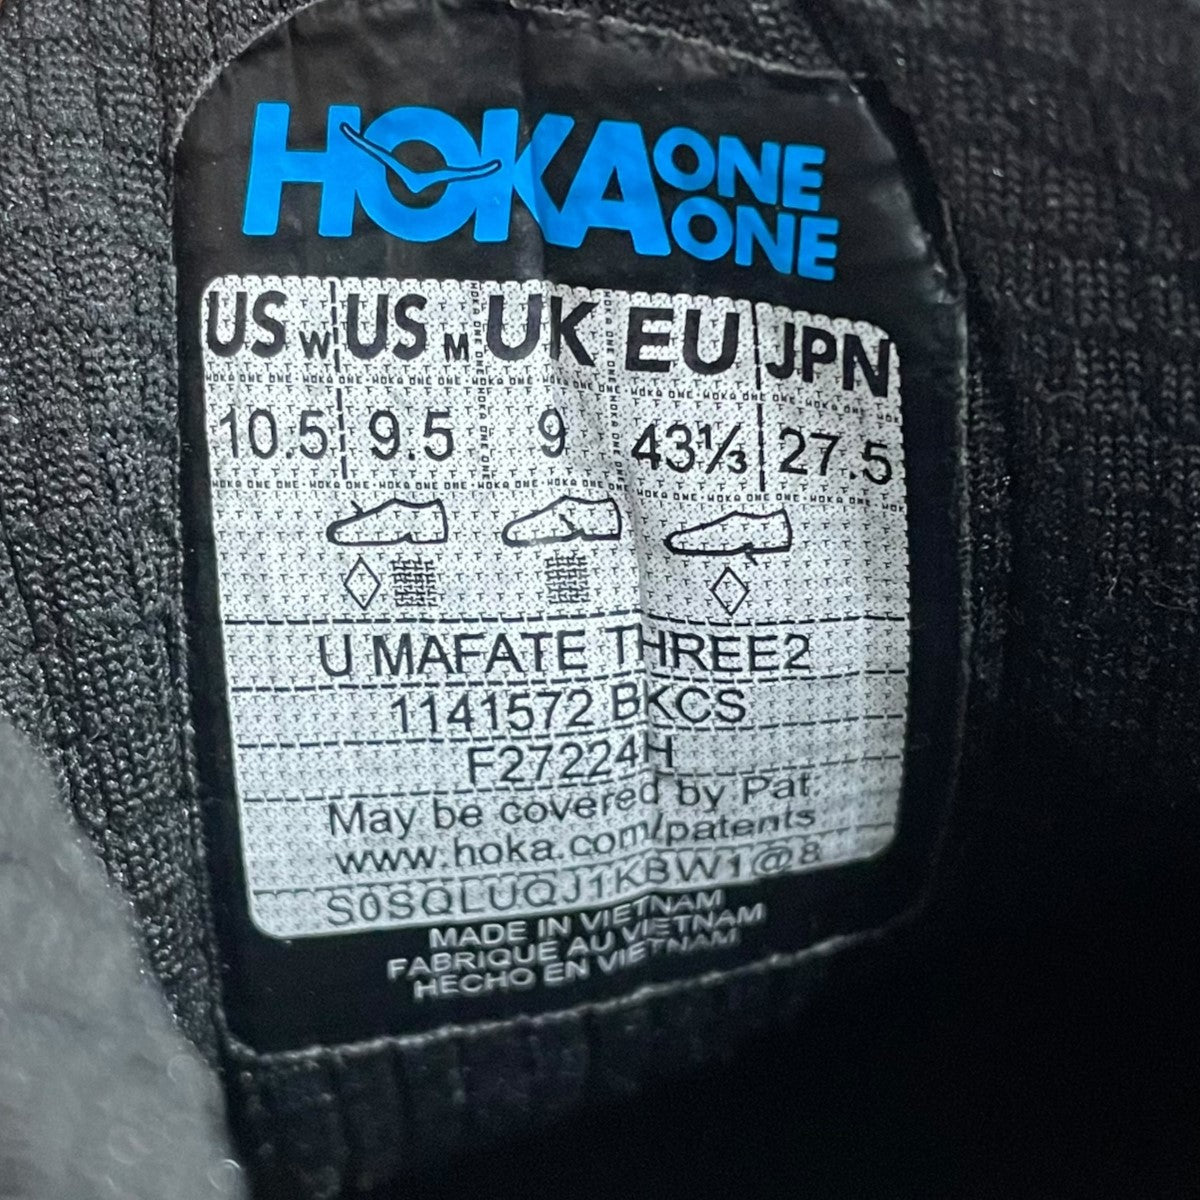 HOKA ONE ONE
US W US M UK EU JPN
10.5 9.5 9 43⅓ 27.5
U MAFATE THREE2
1141572 BKCS
F27224H
May be covered by Pat.
www.hoka.com/patents
S0SQLUQJ1KBW1@8
MADE IN VIETNAM
FABRIQUE AU VIETNAM
HECHO EN VIETNAM